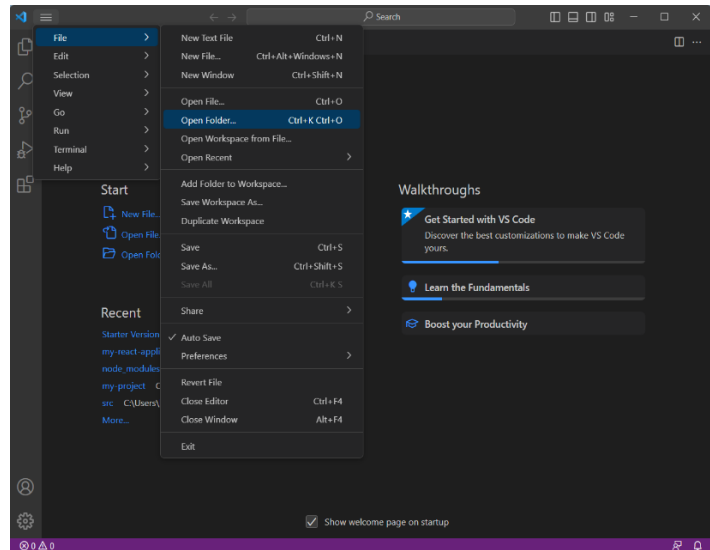 Search
File
Edit
Selection
View
Go
Run
Terminal
Help
New Text File Ctrl+N
New File... Ctrl+Alt+Windows+N
New Window Ctrl+Shift+N
Open File... Ctrl+O
Open Folder... Ctrl+K Ctrl+O
Open Workspace from File...
Open Recent
Add Folder to Workspace...
Save Workspace As...
Duplicate Workspace
Save Ctrl+S
Save As... Ctrl+Shift+S
Save All Ctrl+K S
Share
Auto Save
Preferences
Revert File
Close Editor Ctrl+F4
Close Window Alt+F4
Exit
Start
New File...
Open File
Open Fold
Recent
Starter Version
my-react-appli
node_modules
my-project C
src C:\Users\
More...
Walkthroughs
Get Started with VS Code
Discover the best customizations to make VS Code
yours.
Learn the Fundamentals
Boost your Productivity
Show welcome page on startup
0 0